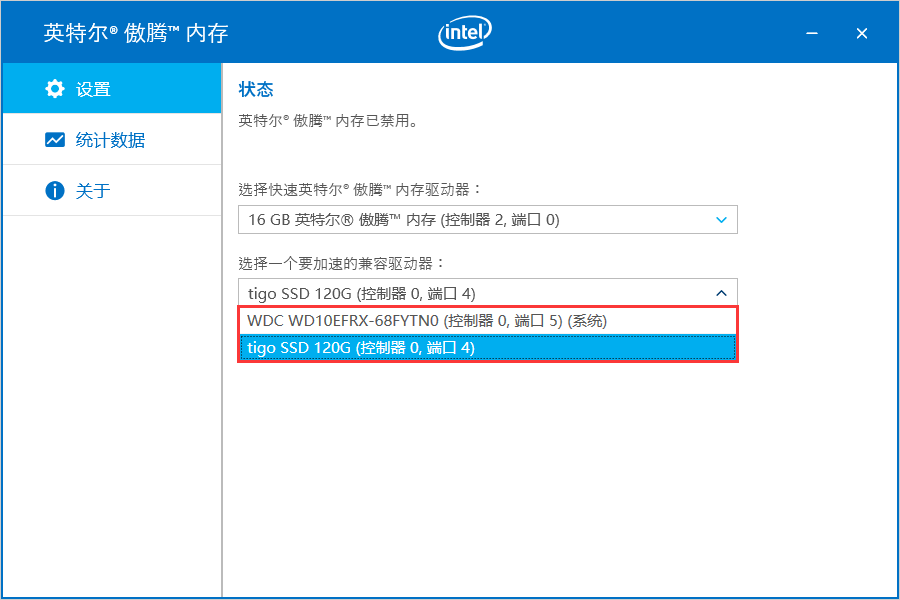 英特尔® 傲腾™ 内存
intel
设置
统计数据
关于
状态
英特尔® 傲腾™ 内存已禁用。
选择快速英特尔® 傲腾™ 内存驱动器：
16 GB 英特尔® 傲腾™ 内存 (控制器 2, 端口 0)
选择一个要加速的兼容驱动器：
tigo SSD 120G (控制器 0, 端口 4)
WDC WD10EFRX-68FYTN0 (控制器 0, 端口 5) (系统)
tigo SSD 120G (控制器 0, 端口 4)